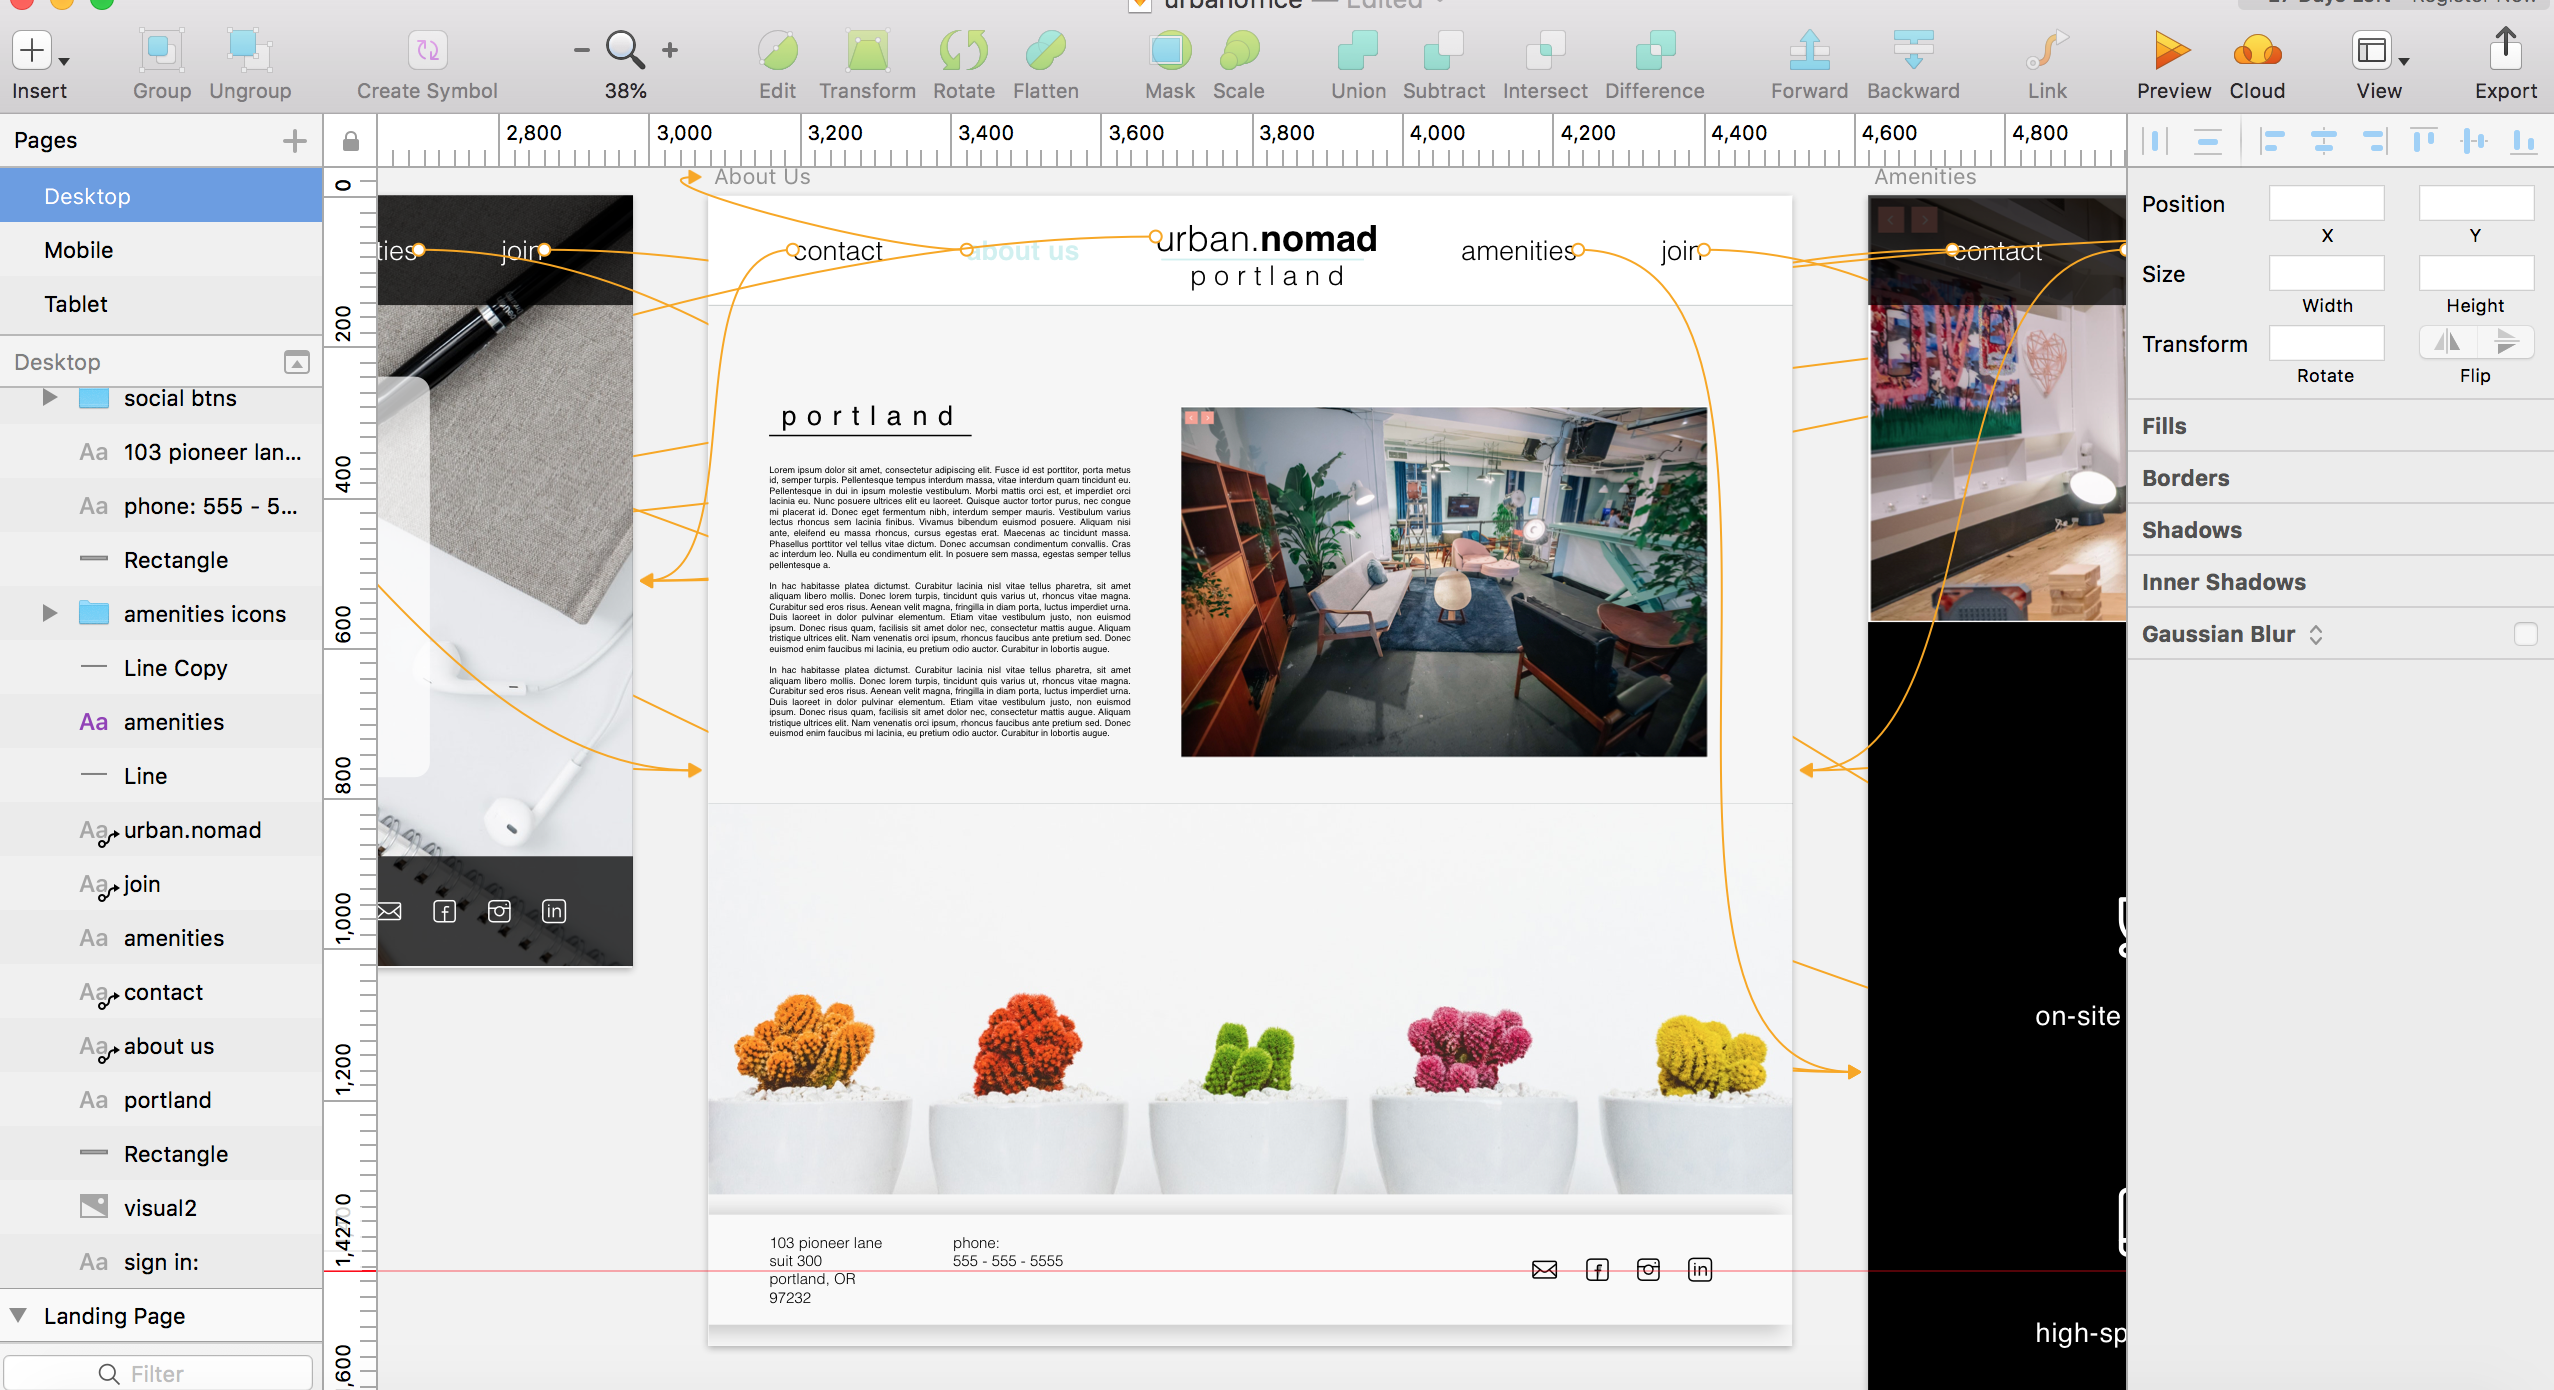 urbanoffice — Edited
27 Days Left Register Now
Insert
Group
Ungroup
Create Symbol
38%
Edit
Transform
Rotate
Flatten
Mask
Scale
Union
Subtract
Intersect
Difference
Forward
Backward
Link
Preview
Cloud
View
Export
Pages
Desktop
Mobile
Tablet
Desktop
social btns
103 pioneer lan...
phone: 555 - 5...
Rectangle
amenities icons
Line Copy
Aa amenities
Line
Aa urban.nomad
Aa join
Aa amenities
Aa contact
Aa about us
Aa portland
Rectangle
visual2
Aa sign in:
Landing Page
Filter
2,800 3,000 3,200 3,400 3,600 3,800 4,000 4,200 4,400 4,600 4,800
0
200
400
600
800
1,000
1,200
1,427
,600
ties join
About Us
contact about us urban.nomad amenities join
portland
portland
Lorem ipsum dolor sit amet, consectetur adipiscing elit. Fusce id est porttitor, porta metus
id, semper turpis. Pellentesque tempus interdum massa, vitae interdum quam tincidunt eu.
Pellentesque in dui in ipsum molestie vestibulum. Morbi mattis orci est, et imperdiet orci
lacinia eu. Nunc posuere ultrices elit eu laoreet. Quisque auctor tortor purus, nec congue
mi placerat id. Donec eget fermentum nibh, interdum semper mauris. Vestibulum varius
lectus rhoncus sem lacinia finibus. Vivamus bibendum euismod posuere. Aliquam nisi
ante, eleifend eu massa rhoncus, cursus egestas erat. Maecenas ac tincidunt massa.
Phasellus porttitor vel tellus vitae dictum. Donec accumsan condimentum convallis. Cras
ac interdum leo. Nulla eu condimentum elit. In posuere sem massa, egestas semper tellus
pellentesque a.
In hac habitasse platea dictumst. Curabitur lacinia nisl vitae tellus pharetra, sit amet
aliquam libero mollis. Donec lorem turpis, tincidunt quis varius ut, rhoncus vitae magna.
Curabitur sed eros risus. Aenean velit magna, fringilla in diam porta, luctus imperdiet urna.
Duis laoreet in dolor pulvinar elementum. Etiam vitae vestibulum justo, non euismod
ipsum. Donec risus quam, facilisis sit amet dolor nec, consectetur mattis augue. Aliquam
tristique ultrices elit. Nam venenatis orci ipsum, rhoncus faucibus ante pretium sed. Donec
euismod enim faucibus mi lacinia, eu pretium odio auctor. Curabitur in lobortis augue.
In hac habitasse platea dictumst. Curabitur lacinia nisl vitae tellus pharetra, sit amet
aliquam libero mollis. Donec lorem turpis, tincidunt quis varius ut, rhoncus vitae magna.
Curabitur sed eros risus. Aenean velit magna, fringilla in diam porta, luctus imperdiet urna.
Duis laoreet in dolor pulvinar elementum. Etiam vitae vestibulum justo, non euismod
ipsum. Donec risus quam, facilisis sit amet dolor nec, consectetur mattis augue. Aliquam
tristique ultrices elit. Nam venenatis orci ipsum, rhoncus faucibus ante pretium sed. Donec
euismod enim faucibus mi lacinia, eu pretium odio auctor. Curabitur in lobortis augue.
103 pioneer lane
suit 300
portland, OR
97232
phone:
555 - 555 - 5555
Amenities
contact
on-site
high-sp
Position
X
Y
Size
Width
Height
Transform
Rotate
Flip
Fills
Borders
Shadows
Inner Shadows
Gaussian Blur